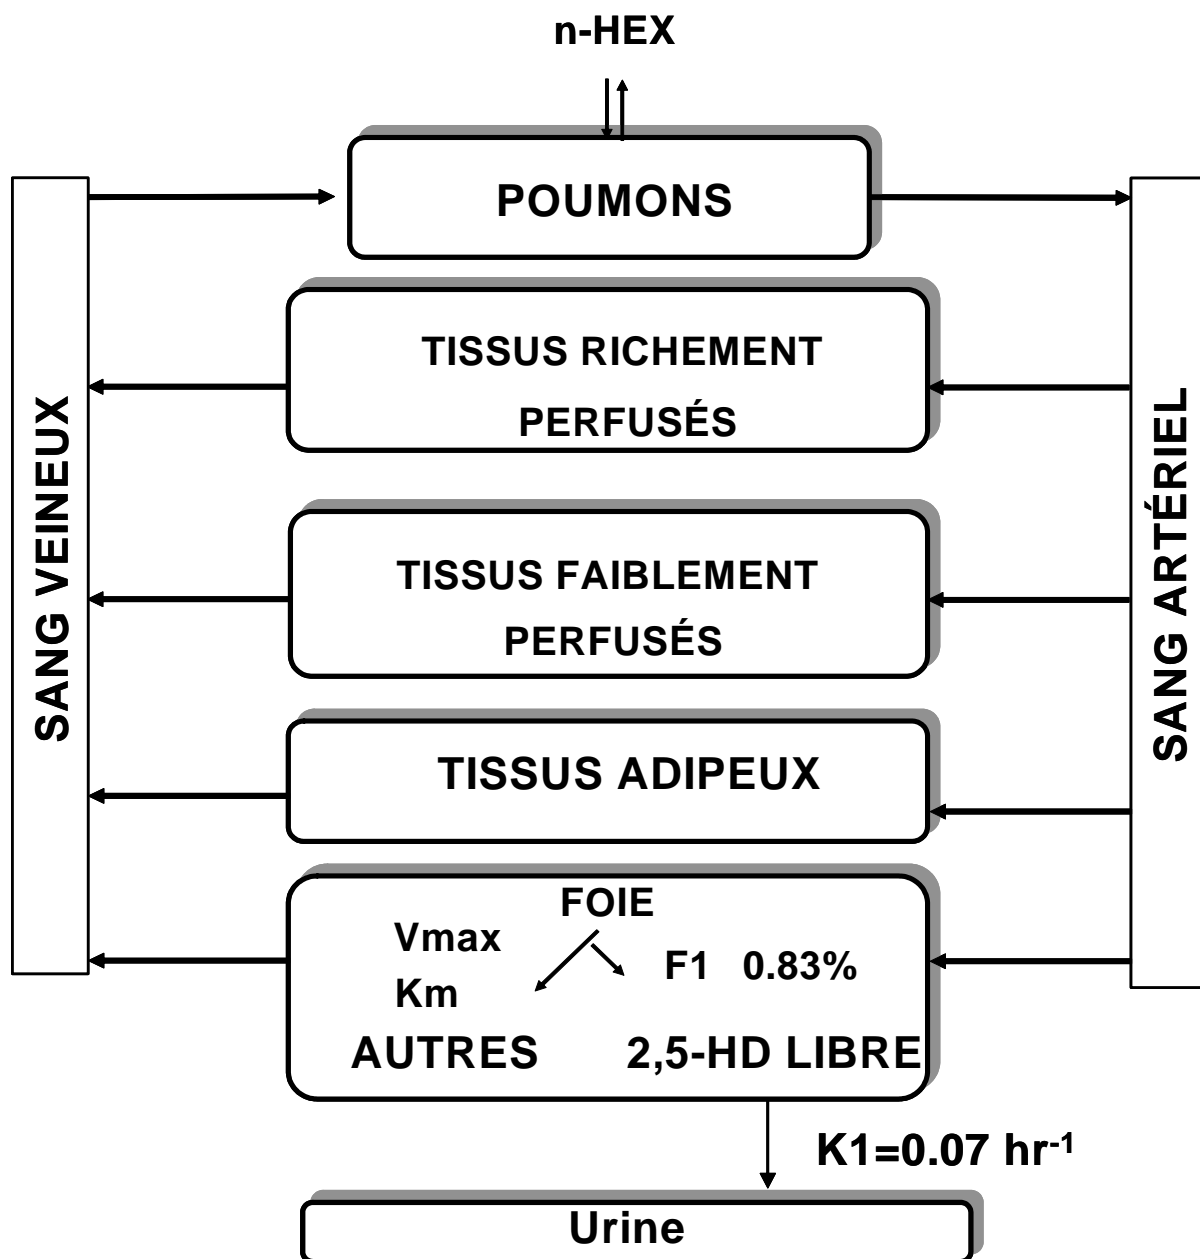 n-HEX
POUMONS
SANG VEINEUX
SANG ARTÉRIEL
TISSUS RICHEMENT
PERFUSÉS
TISSUS FAIBLEMENT
PERFUSÉS
TISSUS ADIPEUX
FOIE
Vmax
Km
F1 0.83%
AUTRES
2,5-HD LIBRE
K1=0.07 hr⁻¹
Urine